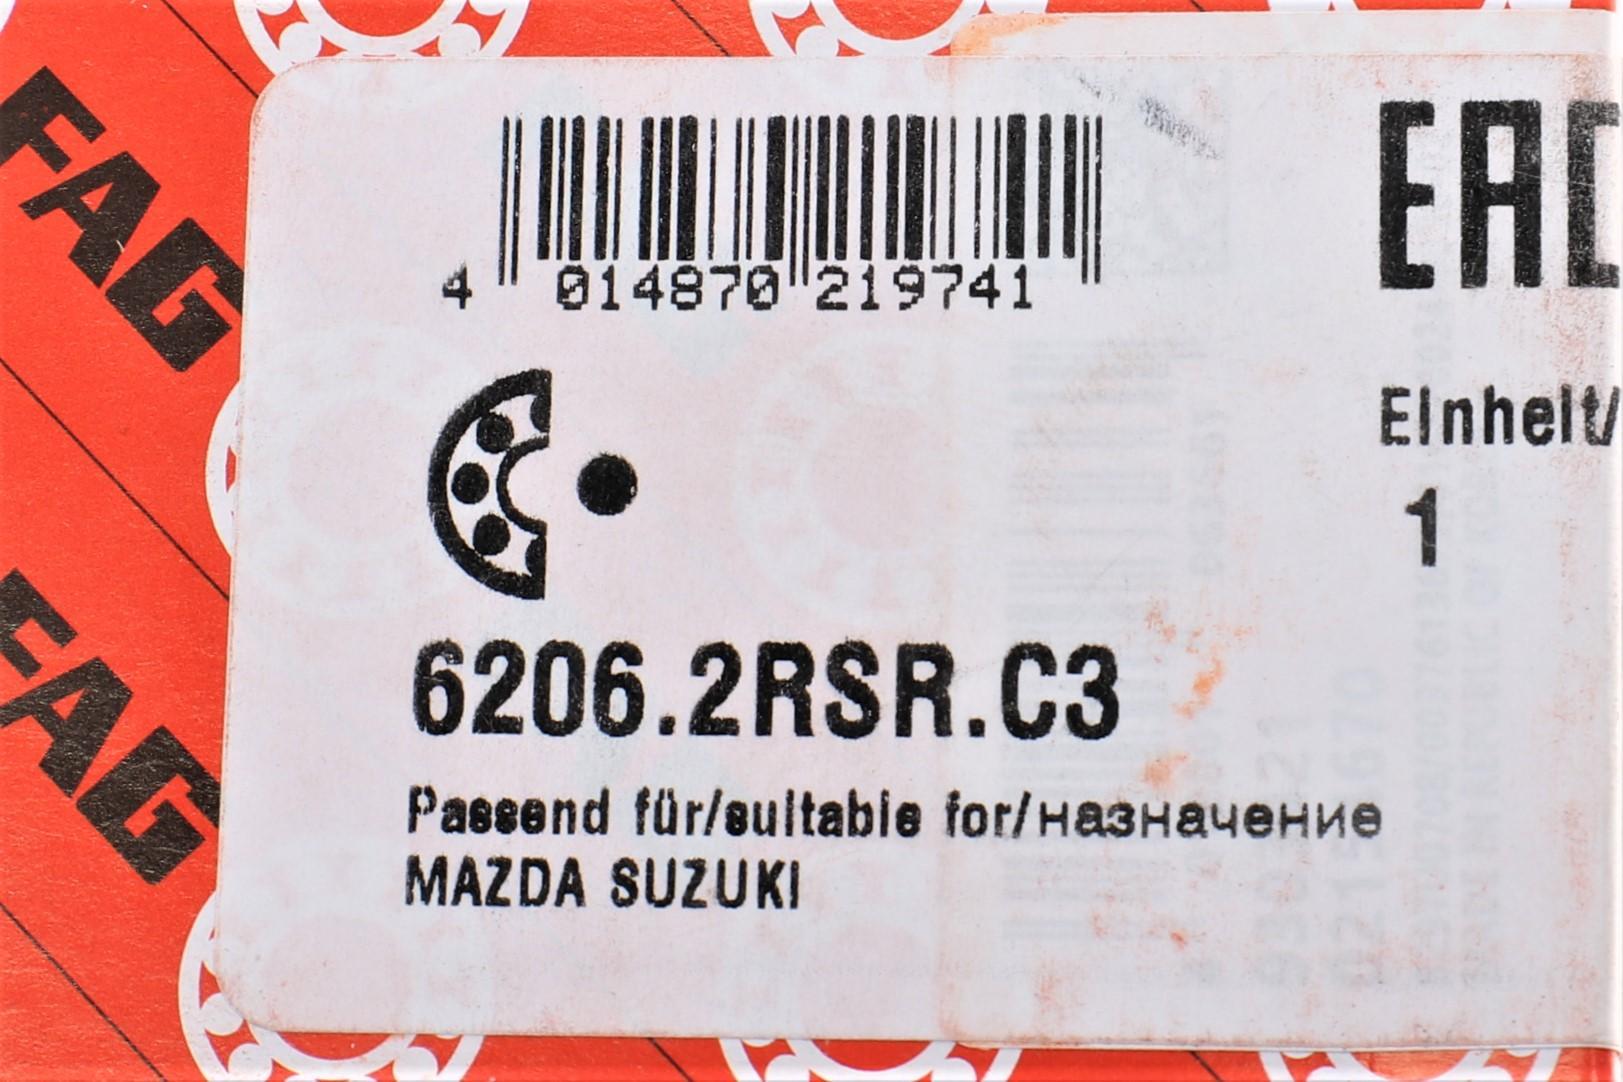 FAG
FAG
4 014870 219741
EAC
Einheit/
1
6206.2RSR.C3
Passend für/suitable for/назначение
MAZDA SUZUKI